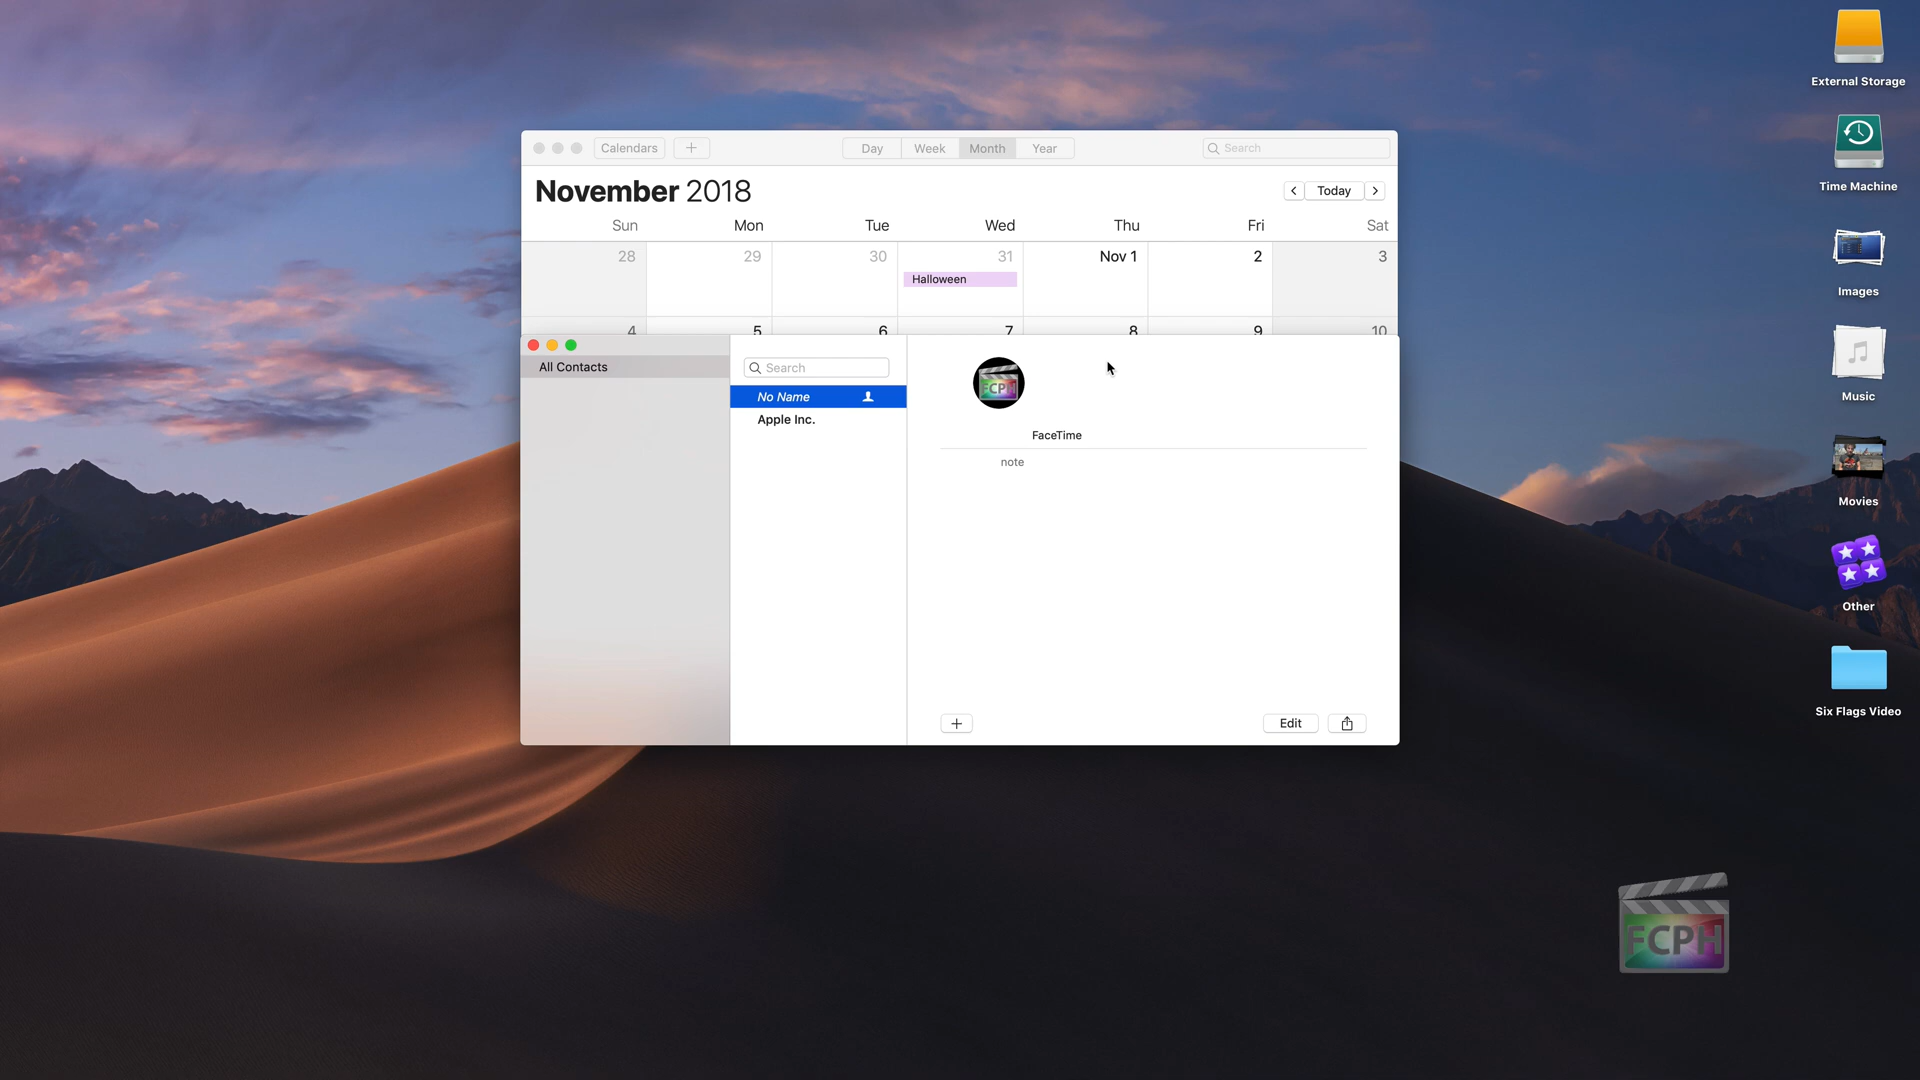 Calendars
Day Week Month Year
Search
November 2018
Today
Sun Mon Tue Wed Thu Fri Sat
28 29 30 31 Nov 1 2 3
Halloween
4 5 6 7 8 9 10
All Contacts
Search
No Name
Apple Inc.
FCPH
FaceTime
note
Edit
External Storage
Time Machine
Images
Music
Movies
Other
Six Flags Video
FCPH